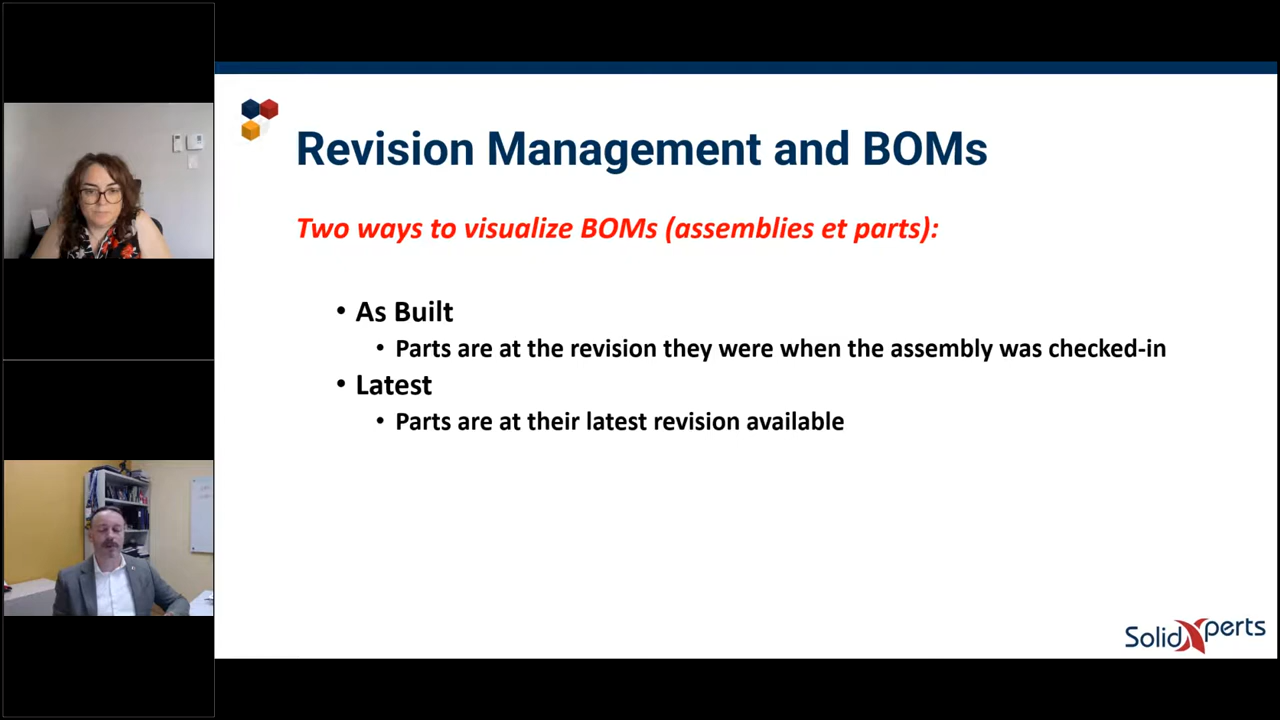 Revision Management and BOMs
Two ways to visualize BOMs (assemblies et parts):
• As Built
• Parts are at the revision they were when the assembly was checked-in
• Latest
• Parts are at their latest revision available
SolidXperts